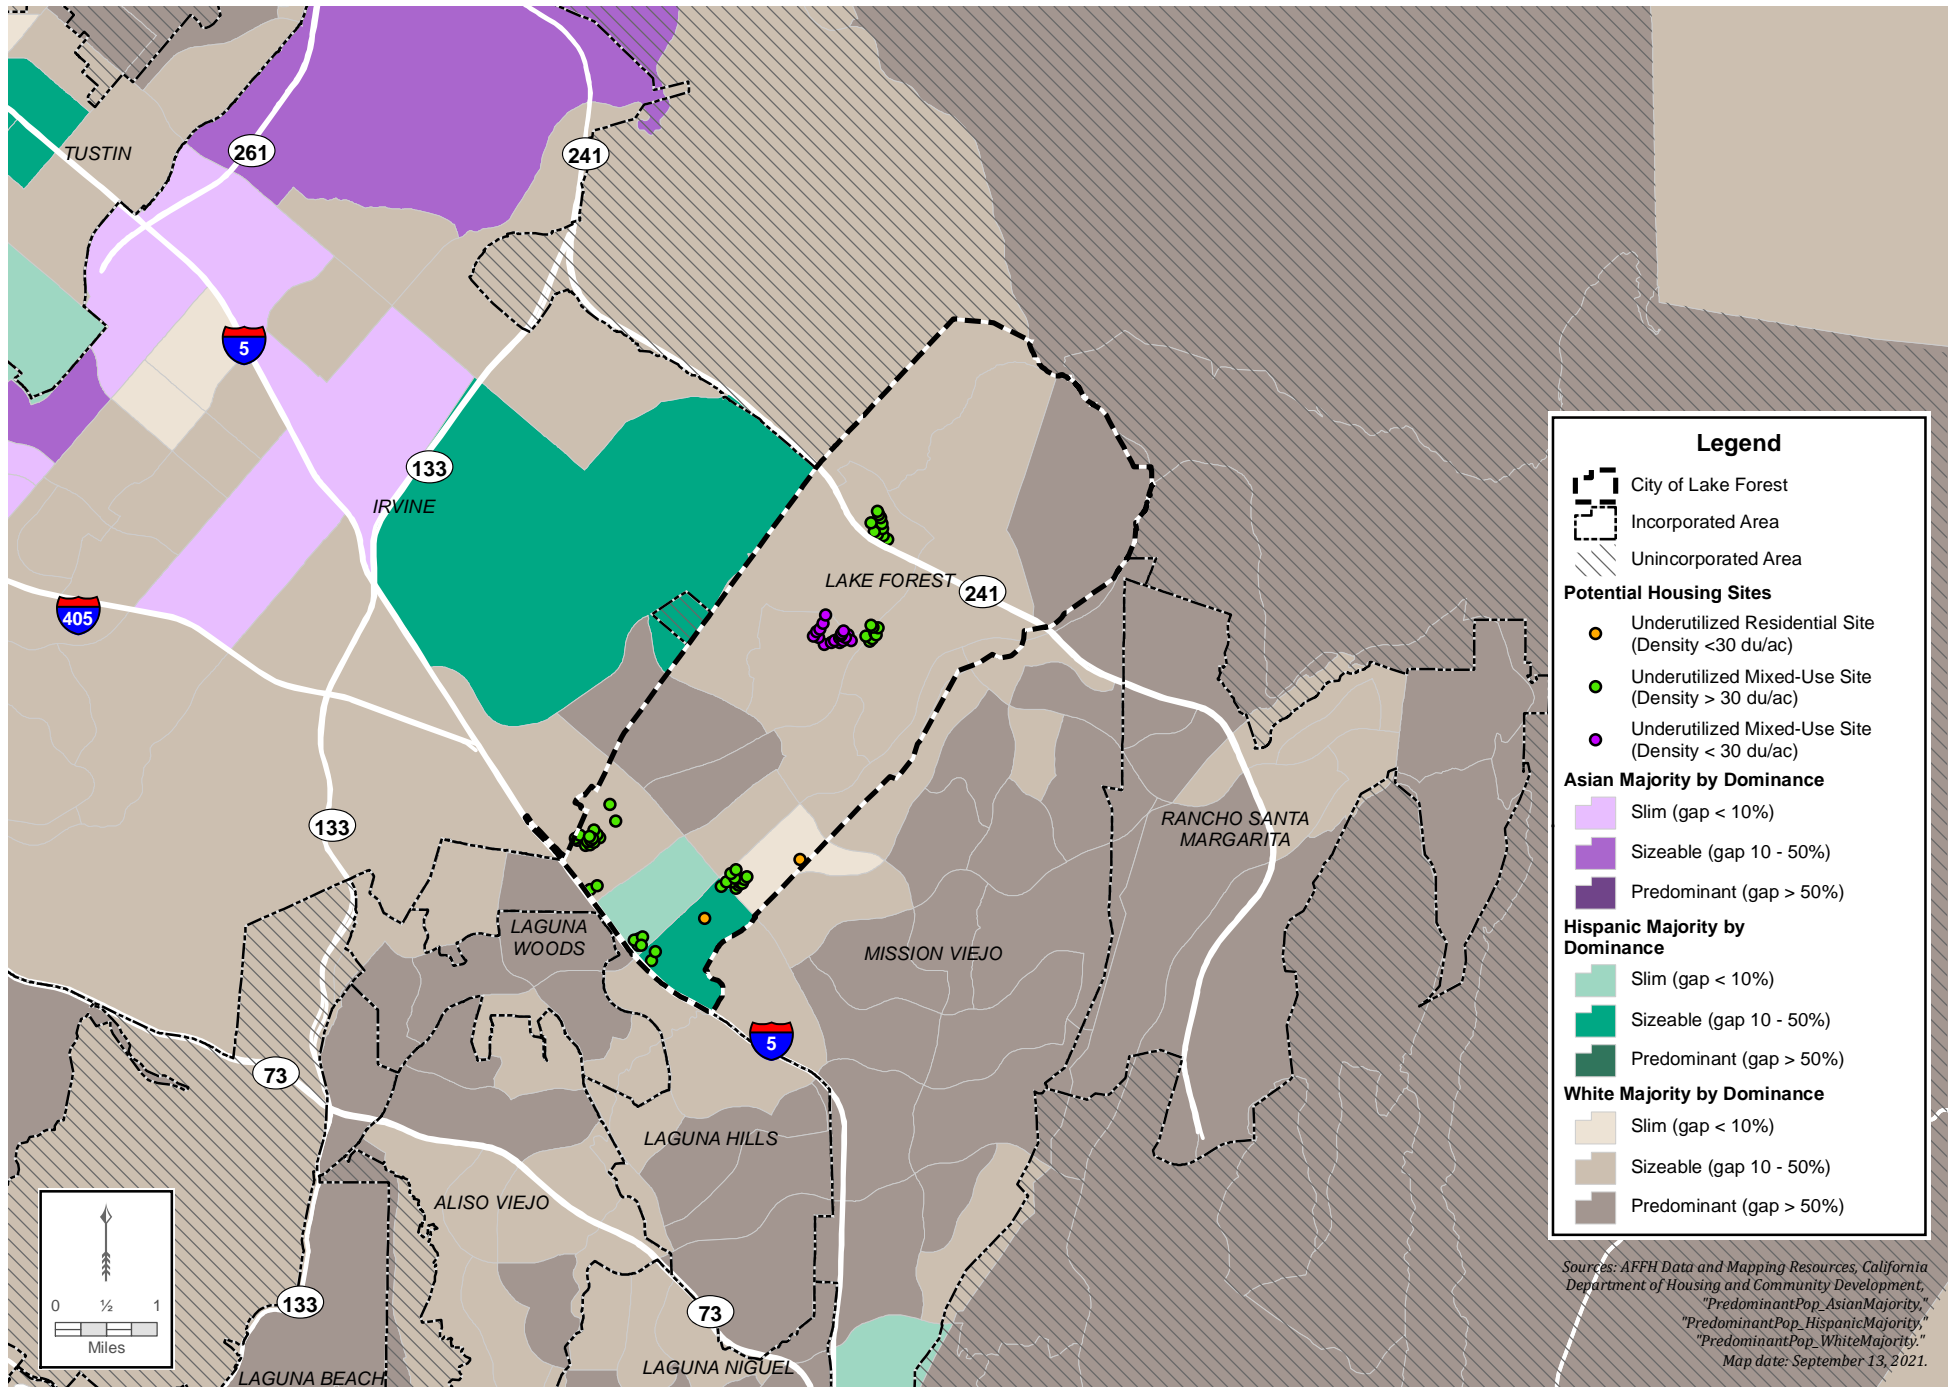 TUSTIN
261
241
5
133
IRVINE
405
LAKE FOREST
241
133
RANCHO SANTA
MARGARITA
LAGUNA
WOODS
MISSION VIEJO
5
73
LAGUNA HILLS
ALISO VIEJO
133
73
LAGUNA NIGUEL
LAGUNA BEACH
0 ½ 1
Miles
Legend
City of Lake Forest
Incorporated Area
Unincorporated Area
Potential Housing Sites
Underutilized Residential Site
(Density <30 du/ac)
Underutilized Mixed-Use Site
(Density > 30 du/ac)
Underutilized Mixed-Use Site
(Density < 30 du/ac)
Asian Majority by Dominance
Slim (gap < 10%)
Sizeable (gap 10 - 50%)
Predominant (gap > 50%)
Hispanic Majority by
Dominance
Slim (gap < 10%)
Sizeable (gap 10 - 50%)
Predominant (gap > 50%)
White Majority by Dominance
Slim (gap < 10%)
Sizeable (gap 10 - 50%)
Predominant (gap > 50%)
Sources: AFFH Data and Mapping Resources, California
Department of Housing and Community Development,
"PredominantPop_AsianMajority,"
"PredominantPop_HispanicMajority,"
"PredominantPop_WhiteMajority."
Map date: September 13, 2021.